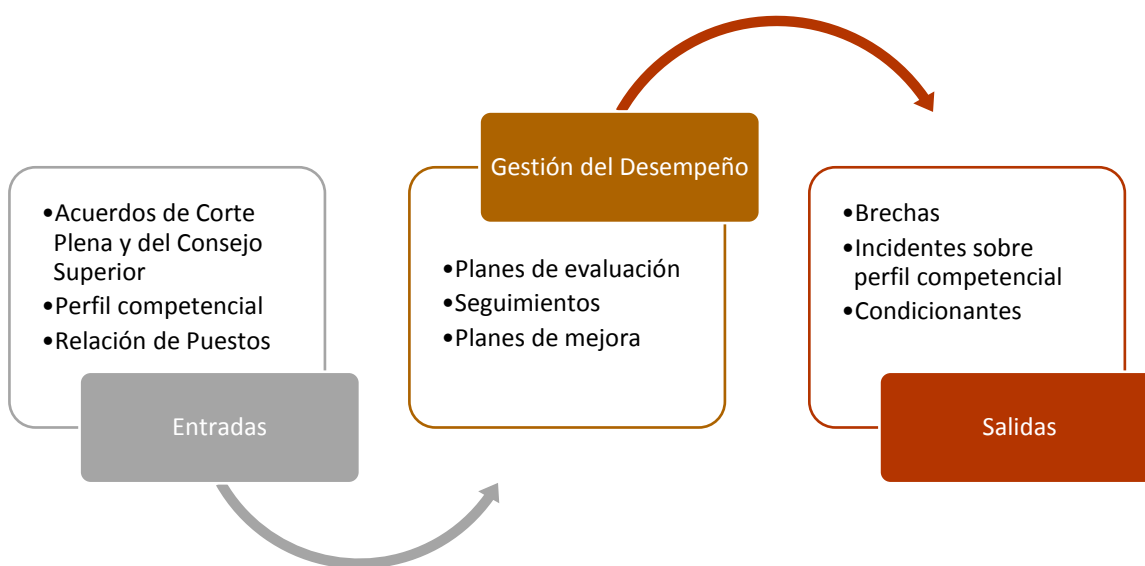 •Acuerdos de Corte
Plena y del Consejo
Superior
•Perfil competencial
•Relación de Puestos
Entradas
Gestión del Desempeño
•Planes de evaluación
•Seguimientos
•Planes de mejora
•Brechas
•Incidentes sobre
perfil competencial
•Condicionantes
Salidas